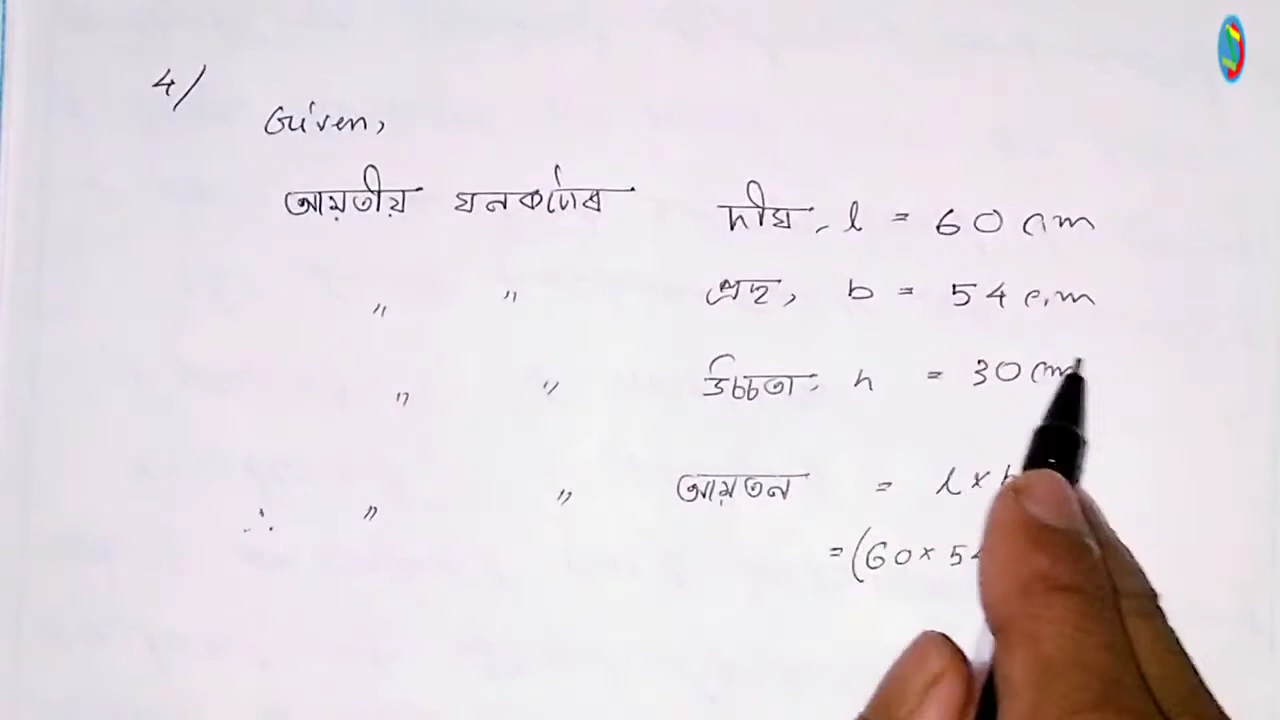 4/
Given,
আয়তীয় ঘনকটোৰ দীঘ, l = 60 cm
" " প্ৰস্থ, b = 54 cm
" " উচ্চতা, h = 30 cm
∴ " " আয়তন = l × b
= (60 × 54